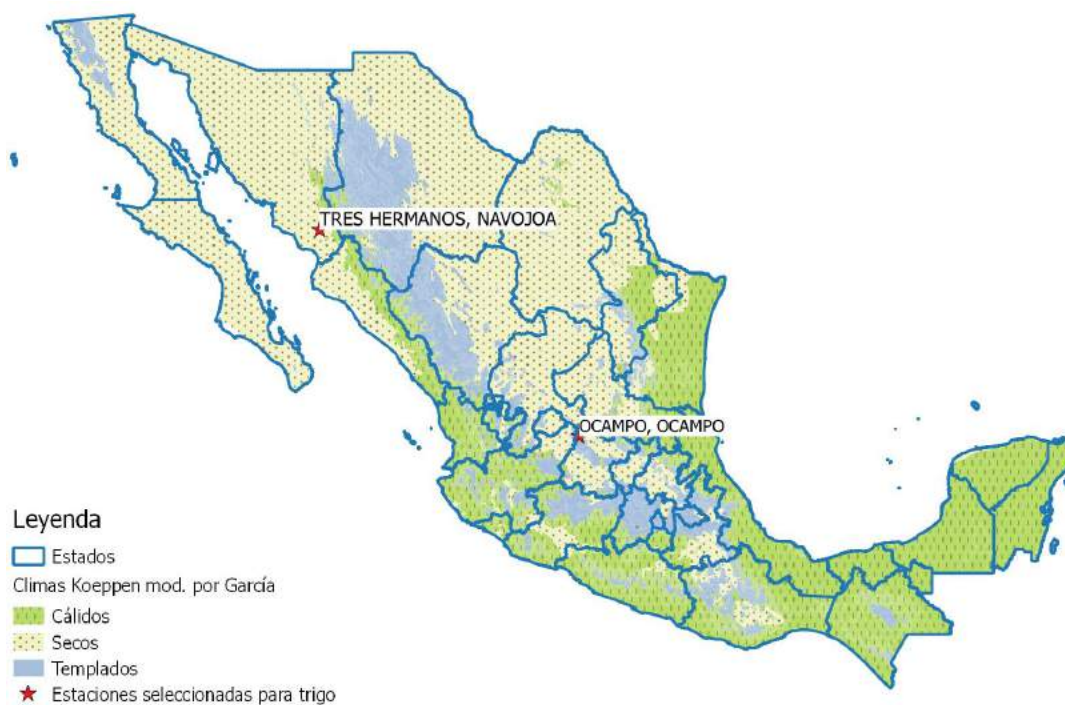 TRES HERMANOS, NAVOJOA
OCAMPO, OCAMPO
Leyenda
Estados
Climas Koeppen mod. por García
Cálidos
Secos
Templados
Estaciones seleccionadas para trigo